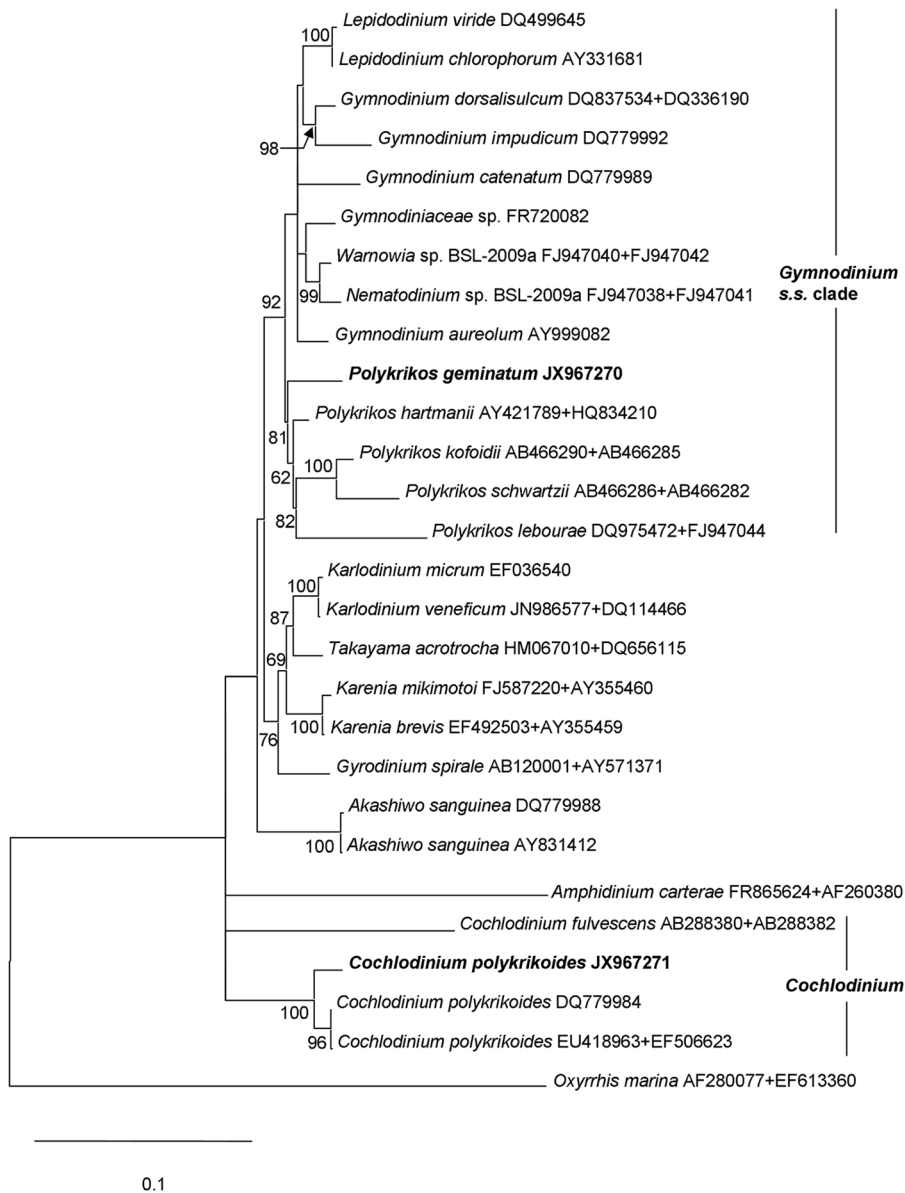 Lepidodinium viride DQ499645
100
Lepidodinium chlorophorum AY331681
Gymnodinium dorsalisulcum DQ837534+DQ336190
Gymnodinium impudicum DQ779992
98
Gymnodinium catenatum DQ779989
Gymnodiniaceae sp. FR720082
Warnowia sp. BSL-2009a FJ947040+FJ947042
Gymnodinium
s.s. clade
99
Nematodinium sp. BSL-2009a FJ947038+FJ947041
92
Gymnodinium aureolum AY999082
Polykrikos geminatum JX967270
Polykrikos hartmanii AY421789+HQ834210
81
Polykrikos kofoidii AB466290+AB466285
100
62
Polykrikos schwartzii AB466286+AB466282
82
Polykrikos lebourae DQ975472+FJ947044
Karlodinium micrum EF036540
100
Karlodinium veneficum JN986577+DQ114466
87
Takayama acrotrocha HM067010+DQ656115
69
Karenia mikimotoi FJ587220+AY355460
100
Karenia brevis EF492503+AY355459
76
Gyrodinium spirale AB120001+AY571371
Akashiwo sanguinea DQ779988
100
Akashiwo sanguinea AY831412
Amphidinium carterae FR865624+AF260380
Cochlodinium fulvescens AB288380+AB288382
Cochlodinium polykrikoides JX967271
Cochlodinium
100
Cochlodinium polykrikoides DQ779984
96
Cochlodinium polykrikoides EU418963+EF506623
Oxyrrhis marina AF280077+EF613360
0.1